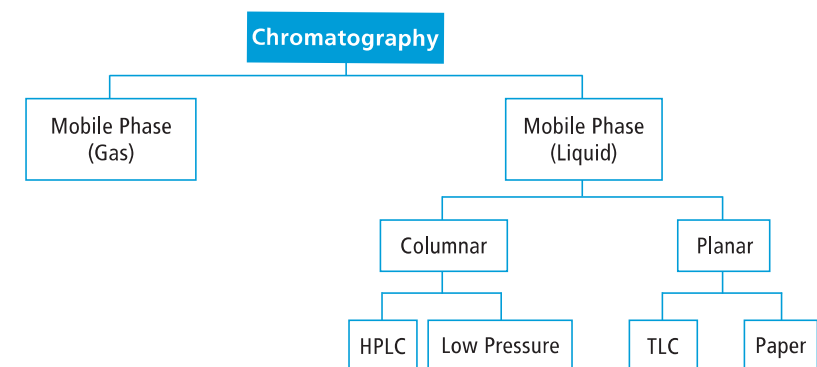 Chromatography
Mobile Phase
(Gas)
Mobile Phase
(Liquid)
Columnar
Planar
HPLC
Low Pressure
TLC
Paper